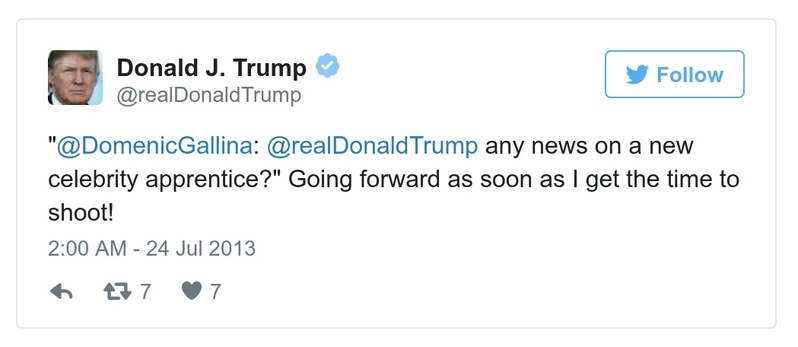 Donald J. Trump
@realDonaldTrump
Follow
"@DomenicGallina: @realDonaldTrump any news on a new
celebrity apprentice?" Going forward as soon as I get the time to
shoot!
2:00 AM - 24 Jul 2013
7 7